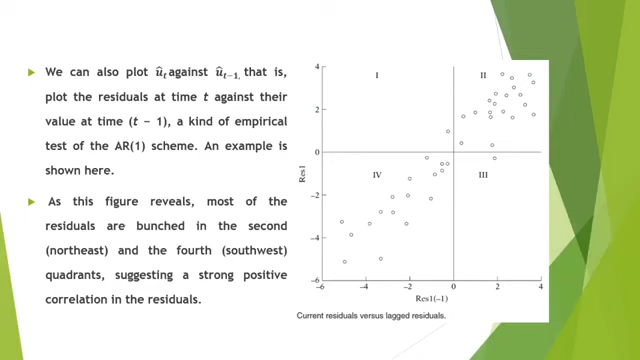 We can also plot û_t against û_{t−1}, that is,
plot the residuals at time t against their
value at time (t − 1), a kind of empirical
test of the AR(1) scheme. An example is
shown here.
As this figure reveals, most of the
residuals are bunched in the second
(northeast) and the fourth (southwest)
quadrants, suggesting a strong positive
correlation in the residuals.
4
2
0
−2
−4
−6
Res1
I
II
IV
III
−6 −4 −2 0 2 4
Res1(–1)
Current residuals versus lagged residuals.